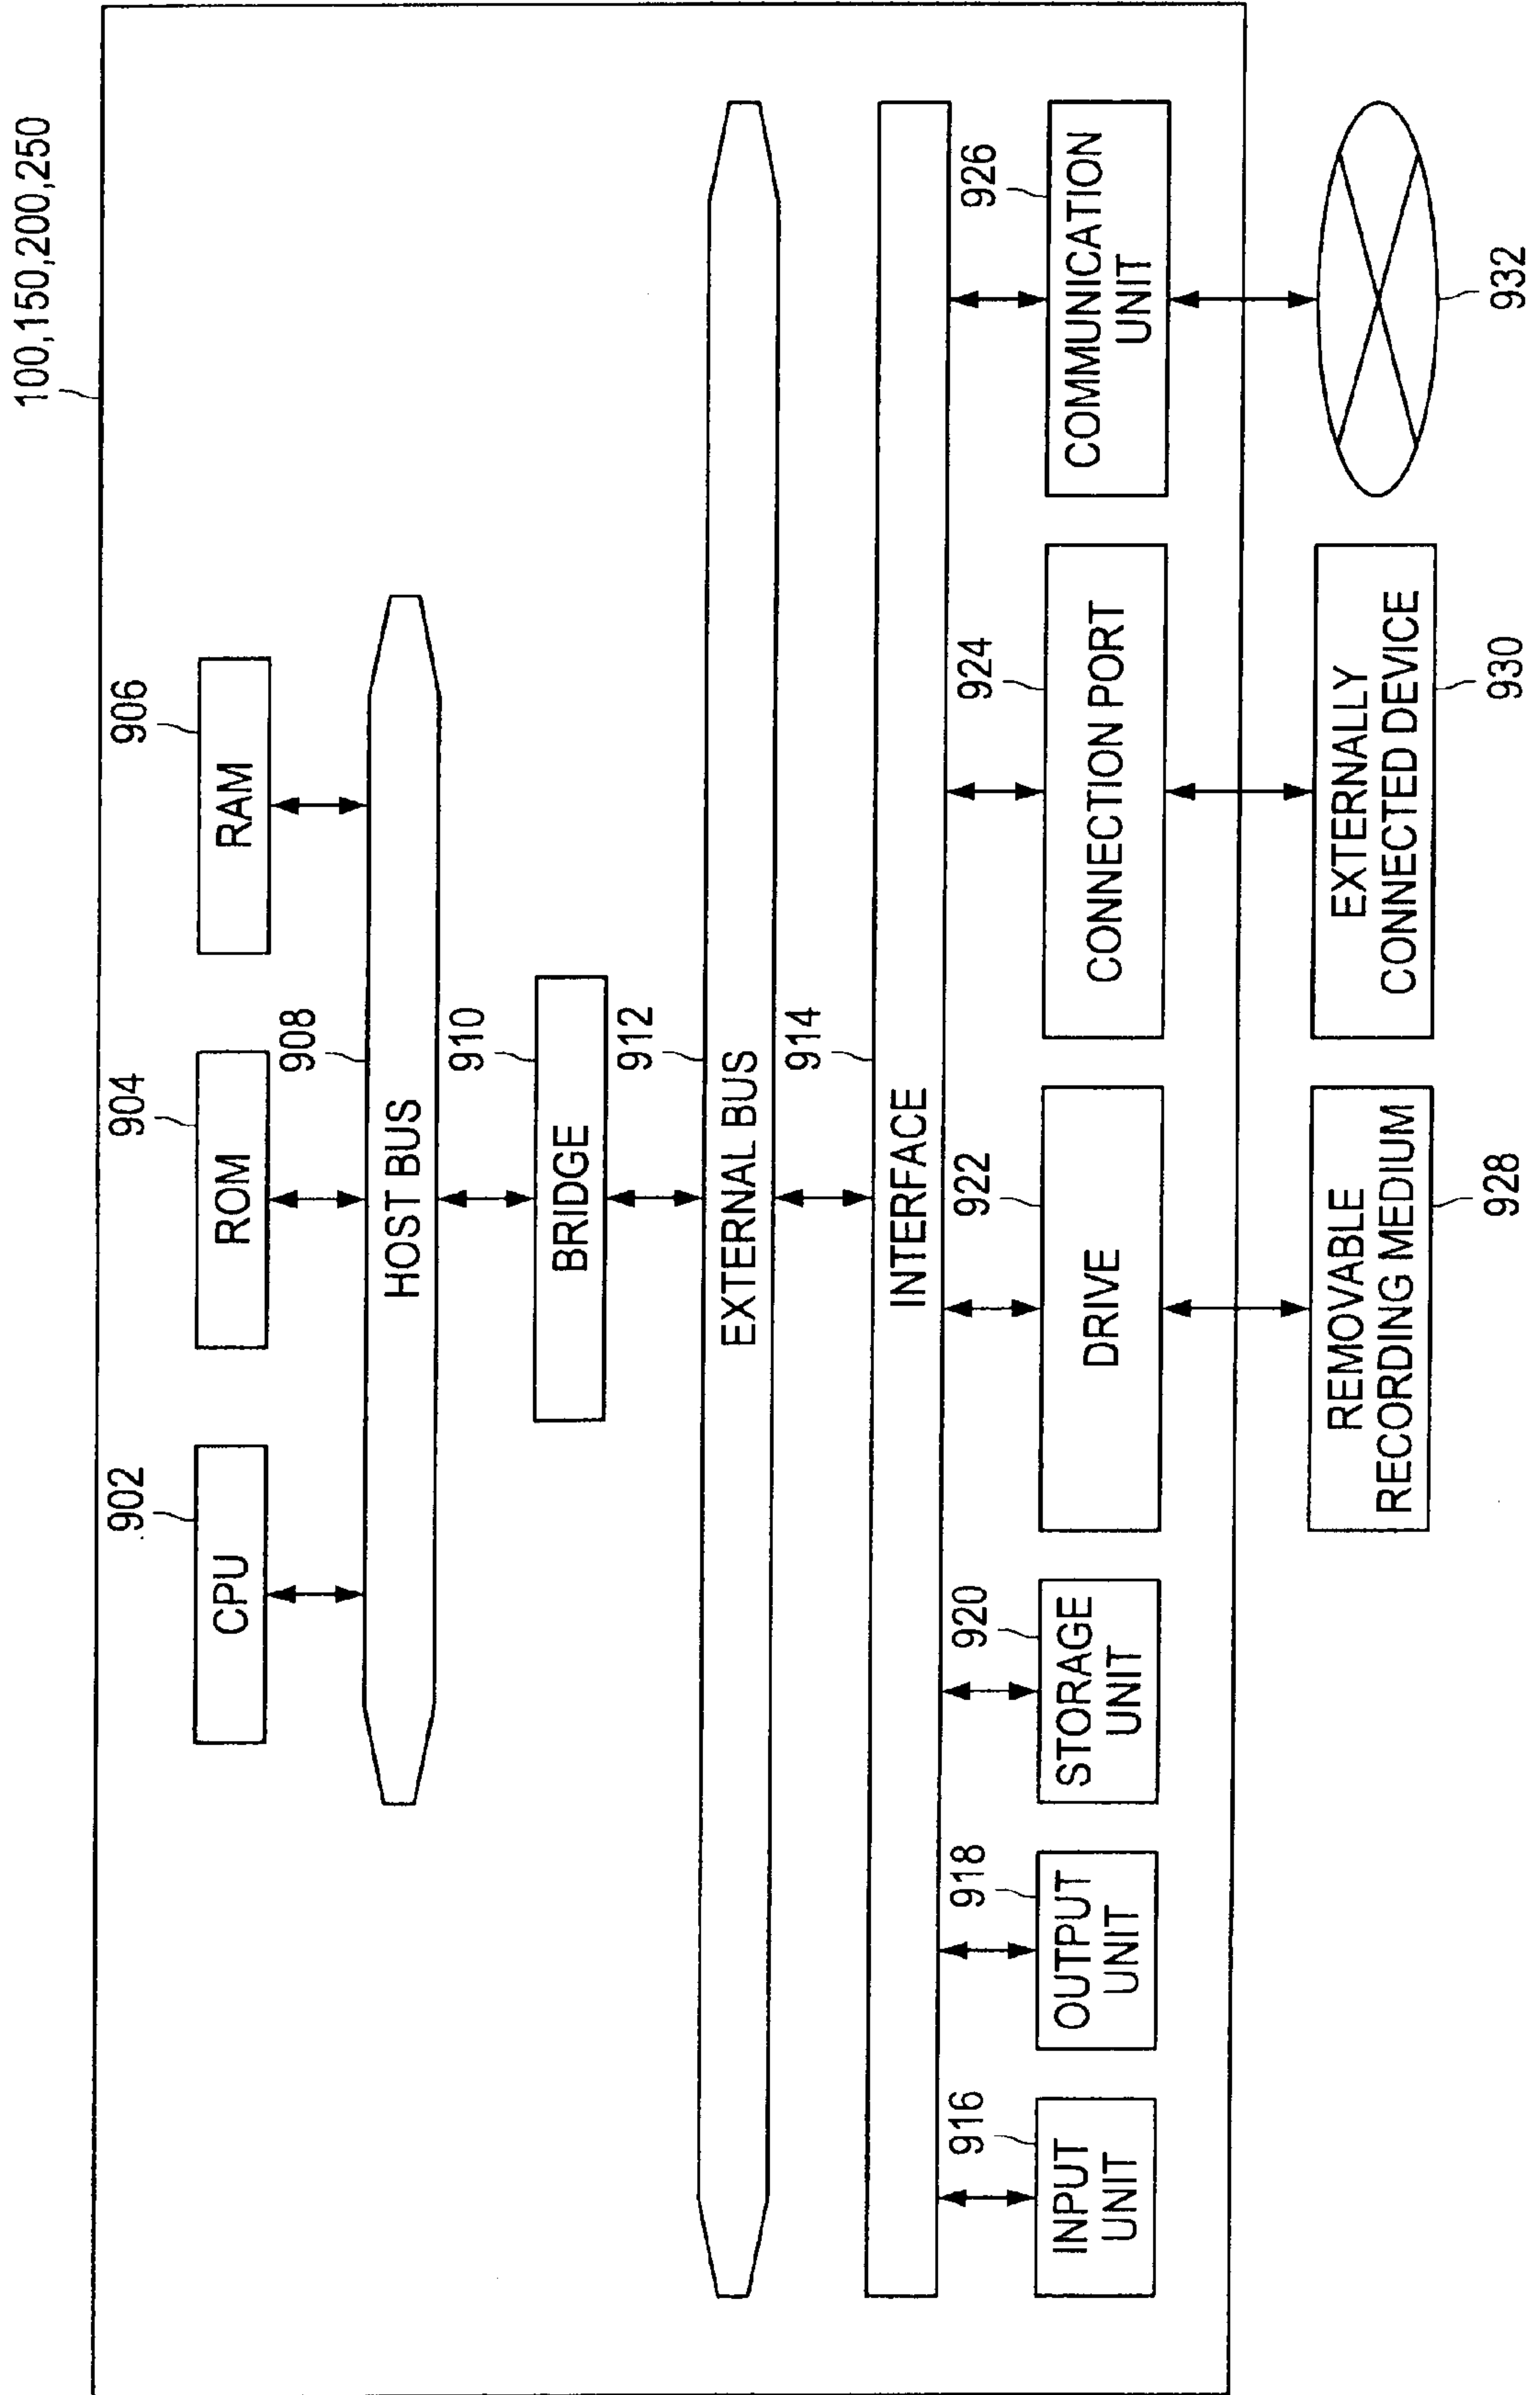 100,150,200,250
902
904
906
CPU
ROM
RAM
908
HOST BUS
910
BRIDGE
912
EXTERNAL BUS
914
INTERFACE
916
918
920
922
924
926
INPUT
UNIT
OUTPUT
UNIT
STORAGE
UNIT
DRIVE
CONNECTION PORT
COMMUNICATION
UNIT
REMOVABLE
RECORDING MEDIUM
EXTERNALLY
CONNECTED DEVICE
928
930
932